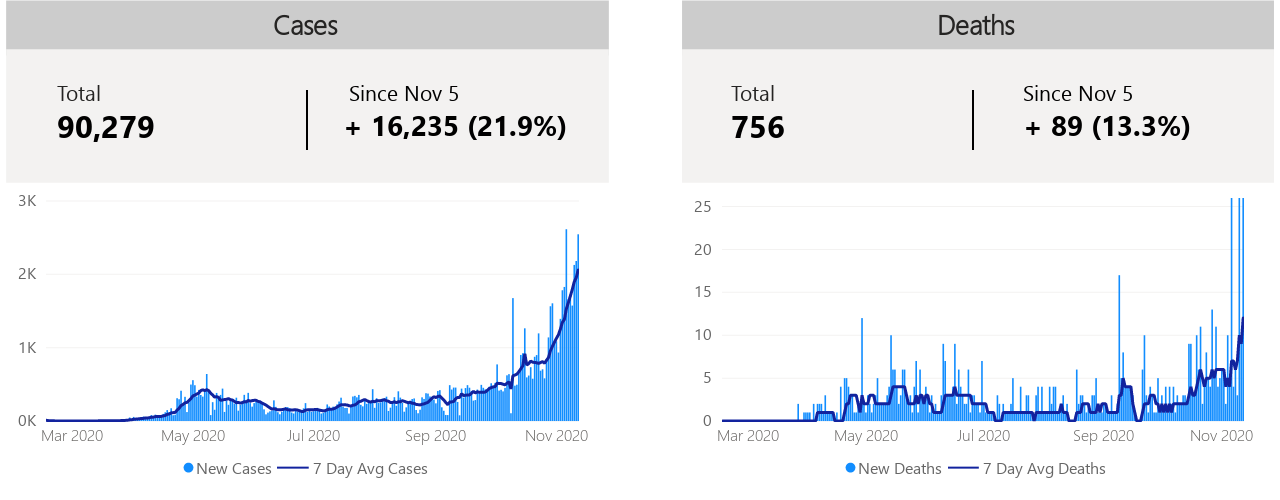 Cases
Total
90,279
Since Nov 5
+ 16,235 (21.9%)
3K
2K
1K
0K
Mar 2020 May 2020 Jul 2020 Sep 2020 Nov 2020
New Cases 7 Day Avg Cases
Deaths
Total
756
Since Nov 5
+ 89 (13.3%)
25
20
15
10
5
0
Mar 2020 May 2020 Jul 2020 Sep 2020 Nov 2020
New Deaths 7 Day Avg Deaths